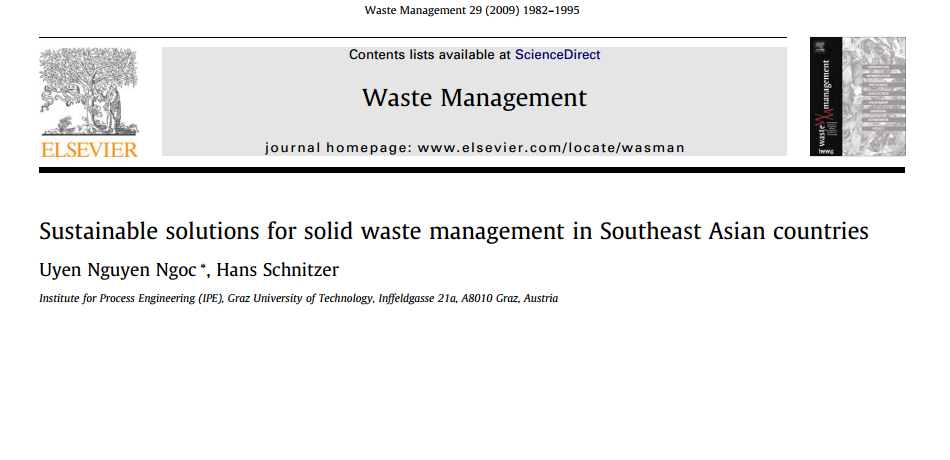 Waste Management 29 (2009) 1982–1995
Contents lists available at ScienceDirect
Waste Management
journal homepage: www.elsevier.com/locate/wasman
ELSEVIER
waste management
Sustainable solutions for solid waste management in Southeast Asian countries
Uyen Nguyen Ngoc *, Hans Schnitzer
Institute for Process Engineering (IPE), Graz University of Technology, Inffeldgasse 21a, A8010 Graz, Austria